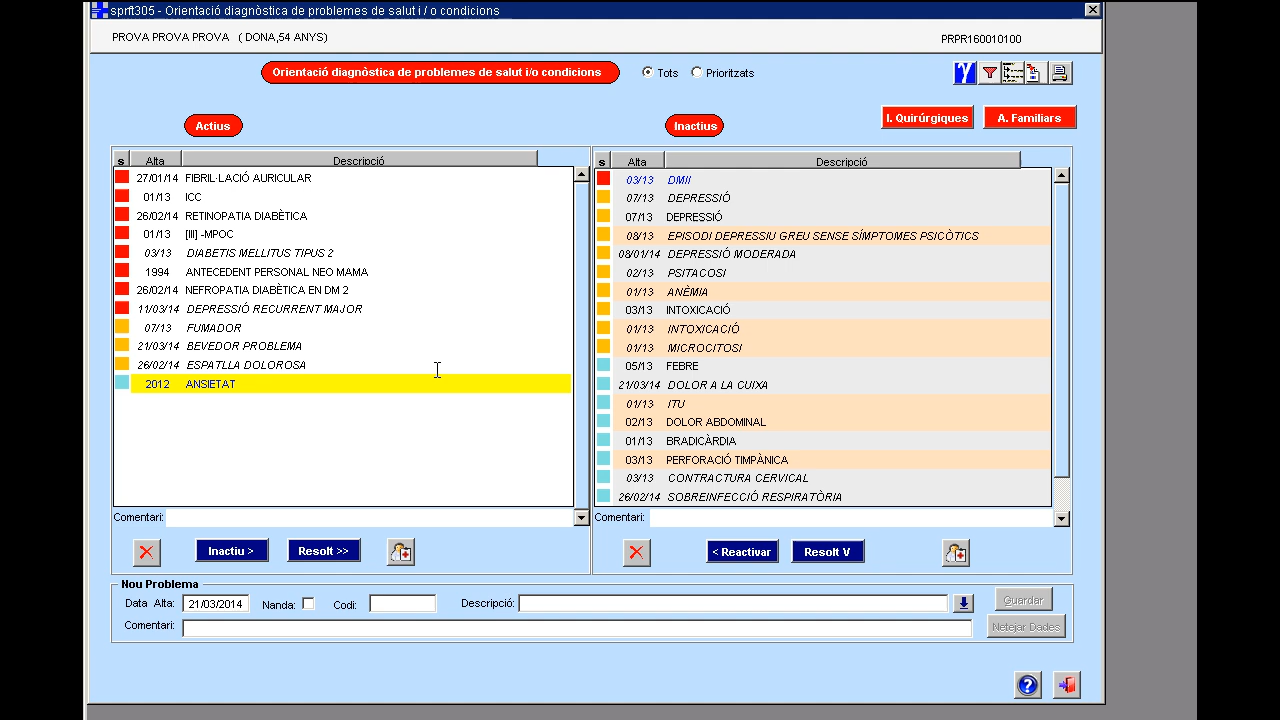 sprft305 - Orientació diagnòstica de problemes de salut i / o condicions
PROVA PROVA PROVA ( DONA,54 ANYS)
PRPR160010100
Orientació diagnòstica de problemes de salut i/o condicions
Tots
Prioritzats
Actius
Inactius
I. Quirúrgiques
A. Familiars
s Alta Descripció
27/01/14 FIBRIL·LACIÓ AURICULAR
01/13 ICC
26/02/14 RETINOPATIA DIABÈTICA
01/13 [III] -MPOC
03/13 DIABETIS MELLITUS TIPUS 2
1994 ANTECEDENT PERSONAL NEO MAMA
26/02/14 NEFROPATIA DIABÈTICA EN DM 2
11/03/14 DEPRESSIÓ RECURRENT MAJOR
07/13 FUMADOR
21/03/14 BEVEDOR PROBLEMA
26/02/14 ESPATLLA DOLOROSA
2012 ANSIETAT
Comentari:
Inactiu >
Resolt >>
s Alta Descripció
03/13 DMII
07/13 DEPRESSIÓ
07/13 DEPRESSIÓ
08/13 EPISODI DEPRESSIU GREU SENSE SÍMPTOMES PSICÒTICS
08/01/14 DEPRESSIÓ MODERADA
02/13 PSITACOSI
01/13 ANÈMIA
03/13 INTOXICACIÓ
01/13 INTOXICACIÓ
01/13 MICROCITOSI
05/13 FEBRE
21/03/14 DOLOR A LA CUIXA
01/13 ITU
02/13 DOLOR ABDOMINAL
01/13 BRADICÀRDIA
03/13 PERFORACIÓ TIMPÀNICA
03/13 CONTRACTURA CERVICAL
26/02/14 SOBREINFECCIÓ RESPIRATÒRIA
Comentari:
< Reactivar
Resolt V
Nou Problema
Data Alta: 21/03/2014 Nanda: Codi: Descripció:
Guardar
Comentari:
Netejar Dades